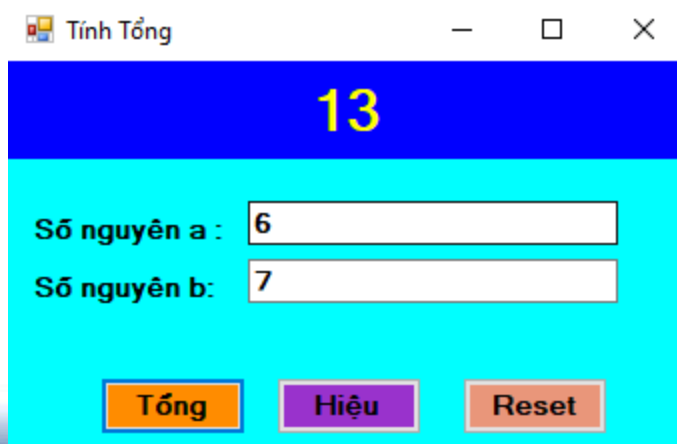 Tính Tổng
13
Số nguyên a : 6
Số nguyên b: 7
Tổng Hiệu Reset